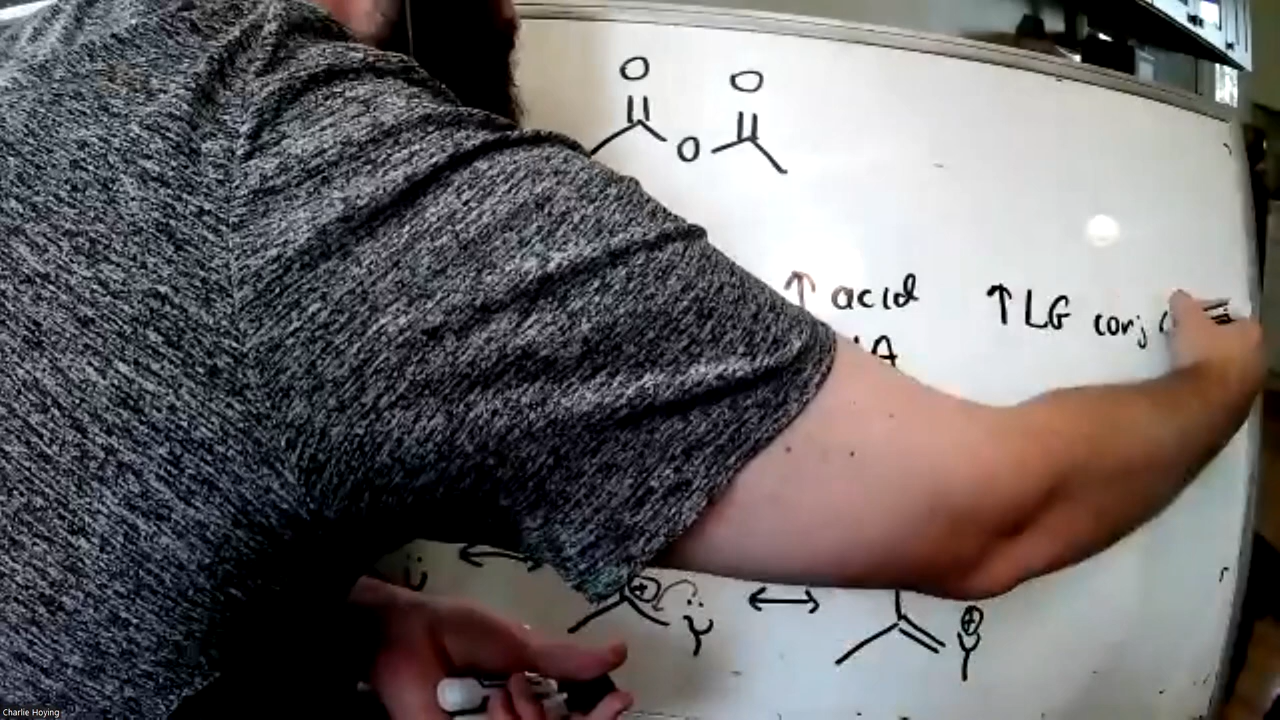 O O
O
↑ acid ↑ LG conj
A
⊕ Y
⊕ Y
Charlie Hoying